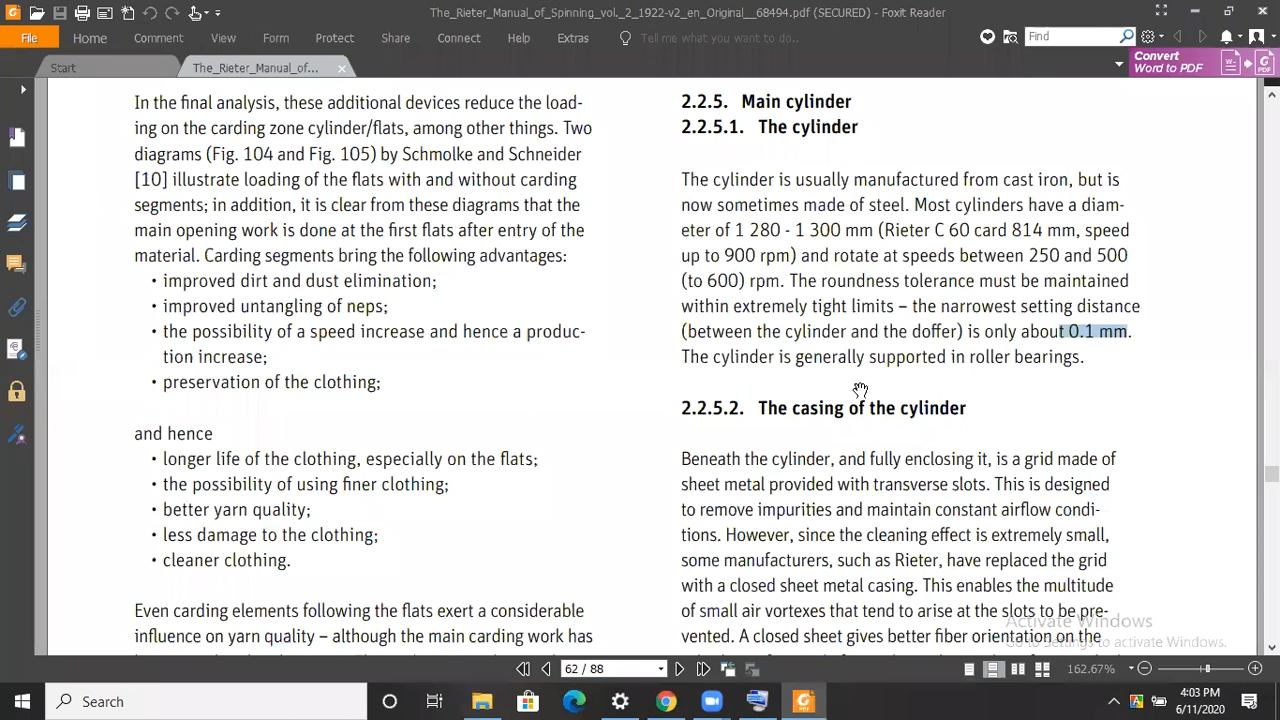 The_Rieter_Manual_of_Spinning_vol._2_1922-v2_en_Original__68494.pdf (SECURED) - Foxit Reader
File Home Comment View Form Protect Share Connect Help Extras Tell me what you want to do.. Find
Start The_Rieter_Manual_of_... Convert
Word to PDF
In the final analysis, these additional devices reduce the load-
ing on the carding zone cylinder/flats, among other things. Two
diagrams (Fig. 104 and Fig. 105) by Schmolke and Schneider
[10] illustrate loading of the flats with and without carding
segments; in addition, it is clear from these diagrams that the
main opening work is done at the first flats after entry of the
material. Carding segments bring the following advantages:
• improved dirt and dust elimination;
• improved untangling of neps;
• the possibility of a speed increase and hence a produc-
tion increase;
• preservation of the clothing;
and hence
• longer life of the clothing, especially on the flats;
• the possibility of using finer clothing;
• better yarn quality;
• less damage to the clothing;
• cleaner clothing.
Even carding elements following the flats exert a considerable
influence on yarn quality – although the main carding work has
2.2.5. Main cylinder
2.2.5.1. The cylinder
The cylinder is usually manufactured from cast iron, but is
now sometimes made of steel. Most cylinders have a diam-
eter of 1 280 - 1 300 mm (Rieter C 60 card 814 mm, speed
up to 900 rpm) and rotate at speeds between 250 and 500
(to 600) rpm. The roundness tolerance must be maintained
within extremely tight limits – the narrowest setting distance
(between the cylinder and the doffer) is only about 0.1 mm.
The cylinder is generally supported in roller bearings.
2.2.5.2. The casing of the cylinder
Beneath the cylinder, and fully enclosing it, is a grid made of
sheet metal provided with transverse slots. This is designed
to remove impurities and maintain constant airflow condi-
tions. However, since the cleaning effect is extremely small,
some manufacturers, such as Rieter, have replaced the grid
with a closed sheet metal casing. This enables the multitude
of small air vortexes that tend to arise at the slots to be pre-
vented. A closed sheet gives better fiber orientation on the
Activate Windows
Go to Settings to activate Windows.
62 / 88 162.67%
Search
4:03 PM
6/11/2020